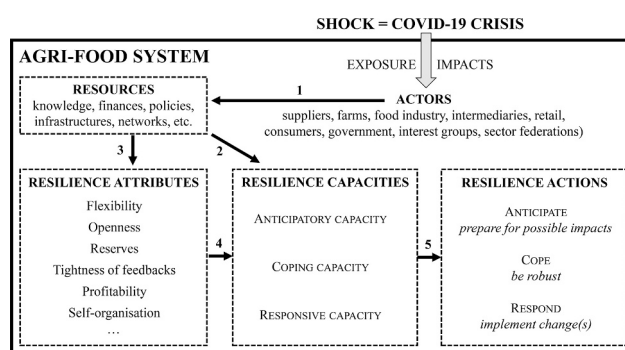 SHOCK = COVID-19 CRISIS
AGRI-FOOD SYSTEM
EXPOSURE IMPACTS
RESOURCES
knowledge, finances, policies,
infrastructures, networks, etc.
1
ACTORS
suppliers, farms, food industry, intermediaries, retail,
consumers, government, interest groups, sector federations)
3
2
RESILIENCE ATTRIBUTES
Flexibility
Openness
Reserves
Tightness of feedbacks
Profitability
Self-organisation
…
4
RESILIENCE CAPACITIES
ANTICIPATORY CAPACITY
COPING CAPACITY
RESPONSIVE CAPACITY
5
RESILIENCE ACTIONS
ANTICIPATE
prepare for possible impacts
COPE
be robust
RESPOND
implement change(s)